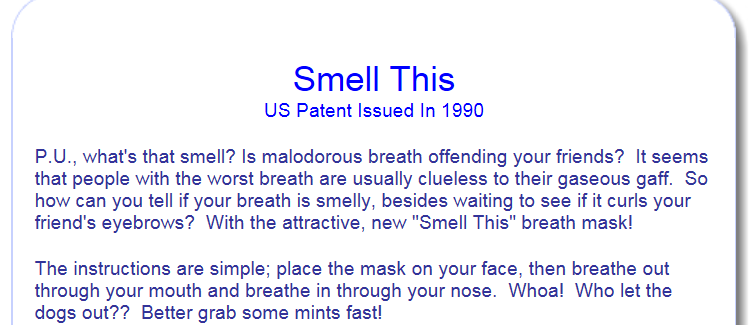 Smell This
US Patent Issued In 1990
P.U., what's that smell? Is malodorous breath offending your friends?  It seems
that people with the worst breath are usually clueless to their gaseous gaff.  So
how can you tell if your breath is smelly, besides waiting to see if it curls your
friend's eyebrows?  With the attractive, new "Smell This" breath mask!
The instructions are simple; place the mask on your face, then breathe out
through your mouth and breathe in through your nose.  Whoa!  Who let the
dogs out??  Better grab some mints fast!